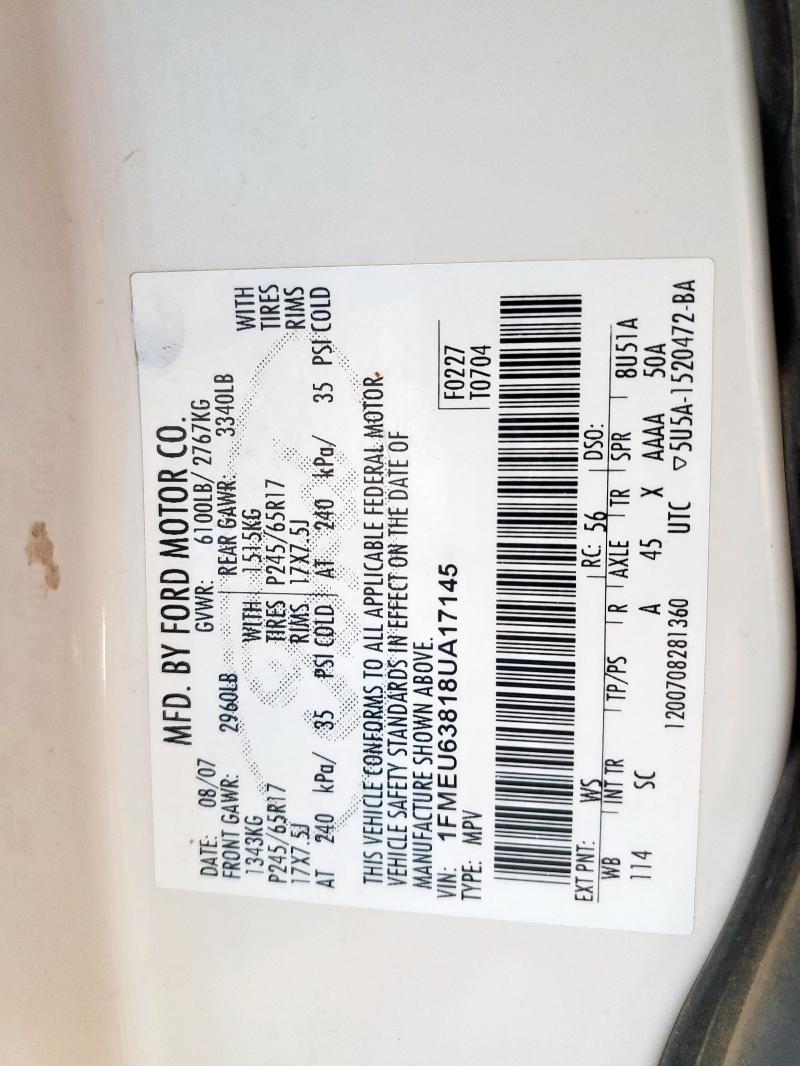 MFD. BY FORD MOTOR CO.
DATE: 08/07 GVWR: 6100LB/ 2767KG
FRONT GAWR: 2960LB REAR GAWR: 3340LB
1343KG WITH 1515KG WITH
P245/65R17 TIRES P245/65R17 TIRES
17X7.5J RIMS 17X7.5J RIMS
AT 240 kPa/ 35 PSI COLD AT 240 kPa/ 35 PSI COLD
THIS VEHICLE CONFORMS TO ALL APPLICABLE FEDERAL MOTOR
VEHICLE SAFETY STANDARDS IN EFFECT ON THE DATE OF
MANUFACTURE SHOWN ABOVE.
VIN: 1FMEU63818UA17145 F0227
TYPE: MPV T0704
EXT PNT: WS RC: 56 DSO:
WB INT TR TP/PS R AXLE TR SPR 8U51A
114 SC A 45 X AAAA 50A
1200708281360 UTC ▽5U5A-1520472-BA